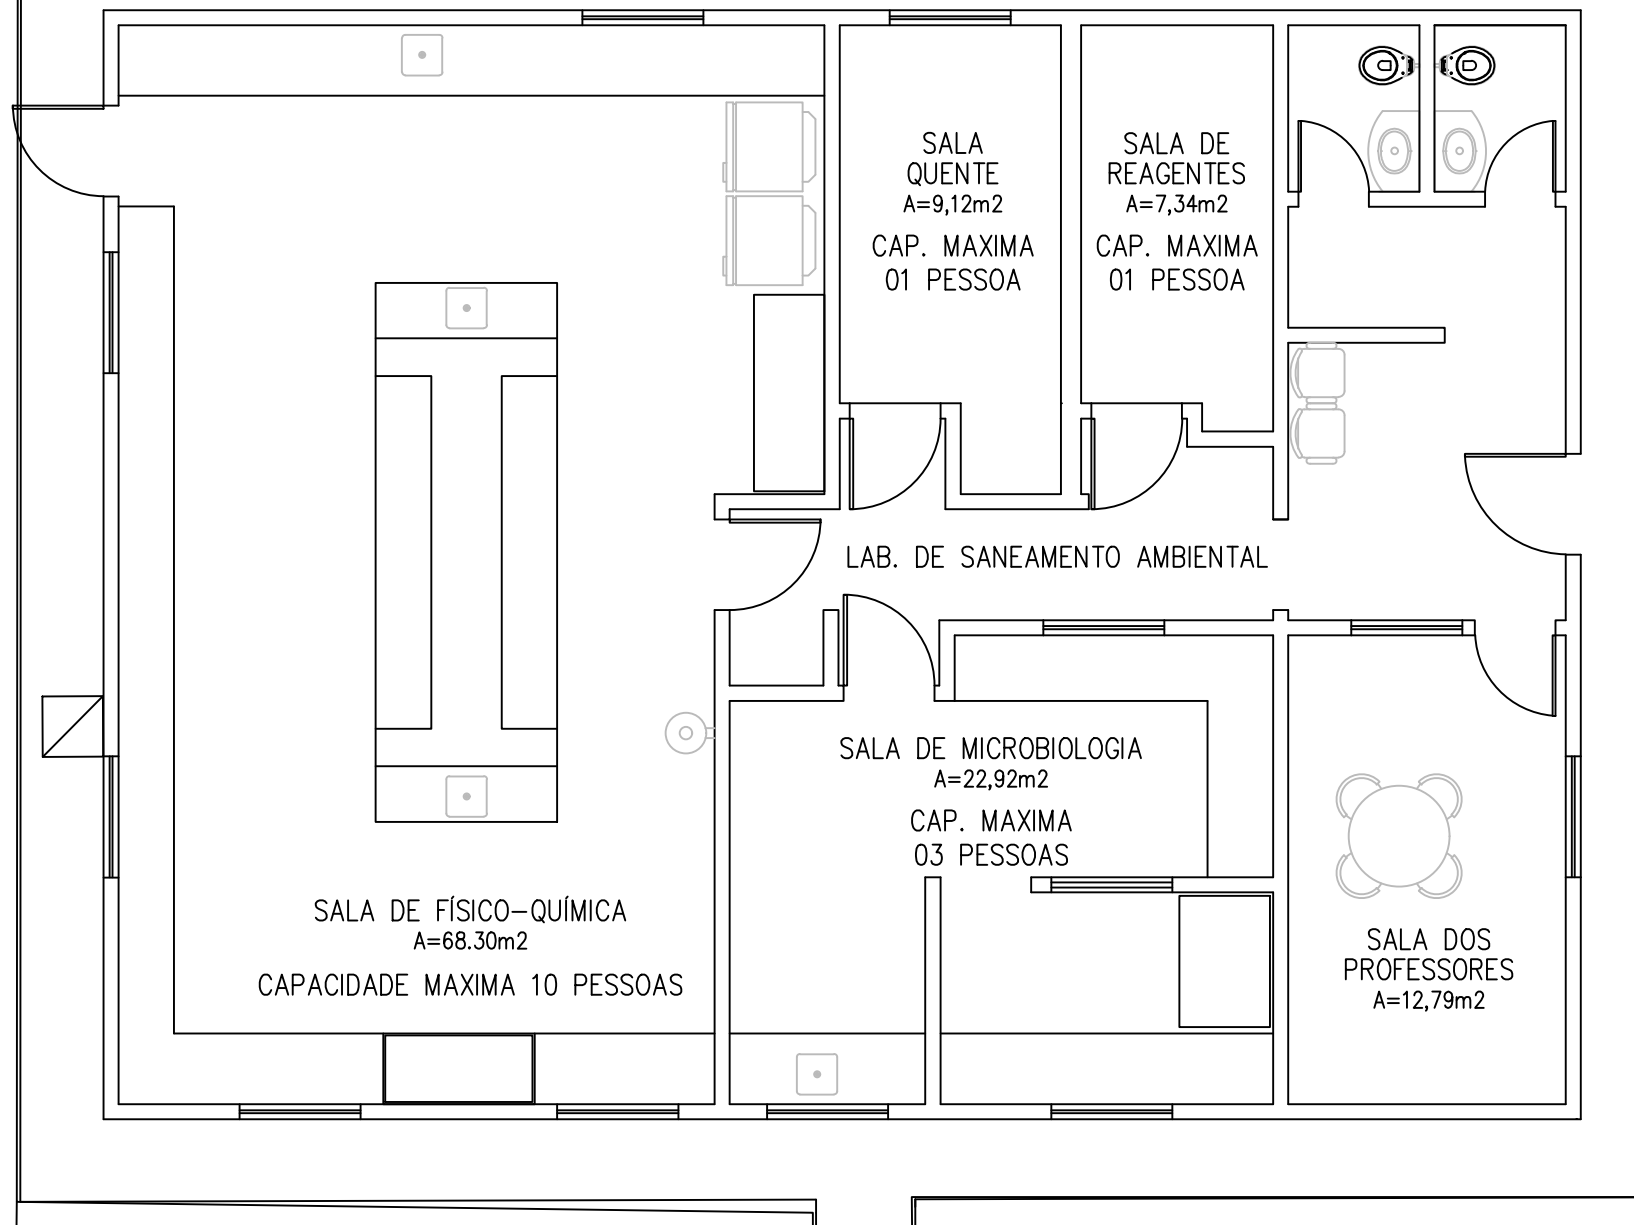 SALA
QUENTE
A=9,12m2
CAP. MAXIMA
01 PESSOA
SALA DE
REAGENTES
A=7,34m2
CAP. MAXIMA
01 PESSOA
LAB. DE SANEAMENTO AMBIENTAL
SALA DE MICROBIOLOGIA
A=22,92m2
CAP. MAXIMA
03 PESSOAS
SALA DE FÍSICO-QUÍMICA
A=68.30m2
CAPACIDADE MAXIMA 10 PESSOAS
SALA DOS
PROFESSORES
A=12,79m2